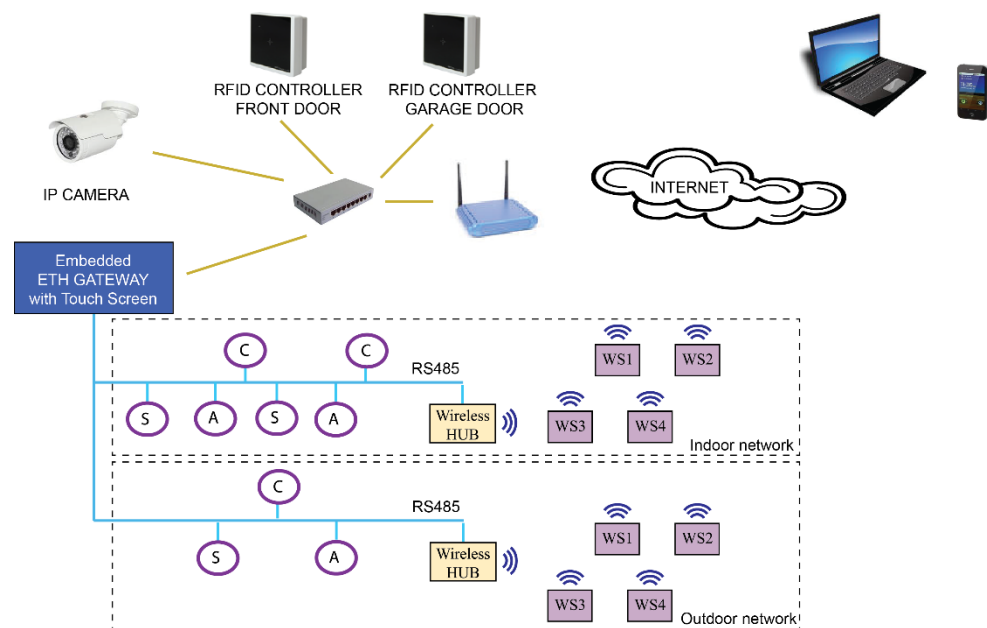 RFID CONTROLLER
FRONT DOOR
RFID CONTROLLER
GARAGE DOOR
IP CAMERA
INTERNET
Embedded
ETH GATEWAY
with Touch Screen
C
C
RS485
S
A
S
A
Wireless
HUB
WS1
WS2
WS3
WS4
Indoor network
C
RS485
S
A
Wireless
HUB
WS1
WS2
WS3
WS4
Outdoor network